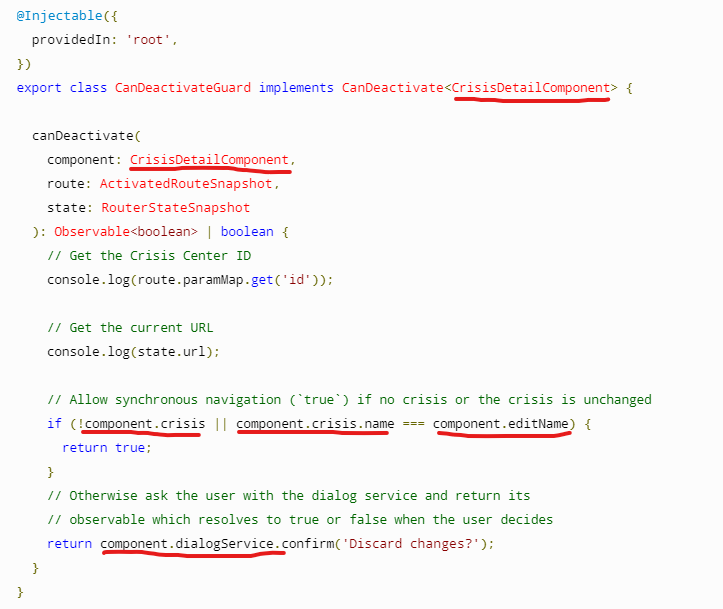 @Injectable({
  providedIn: 'root',
})
export class CanDeactivateGuard implements CanDeactivate<CrisisDetailComponent> {

  canDeactivate(
    component: CrisisDetailComponent,
    route: ActivatedRouteSnapshot,
    state: RouterStateSnapshot
  ): Observable<boolean> | boolean {
    // Get the Crisis Center ID
    console.log(route.paramMap.get('id'));

    // Get the current URL
    console.log(state.url);

    // Allow synchronous navigation (`true`) if no crisis or the crisis is unchanged
    if (!component.crisis || component.crisis.name === component.editName) {
      return true;
    }
    // Otherwise ask the user with the dialog service and return its
    // observable which resolves to true or false when the user decides
    return component.dialogService.confirm('Discard changes?');
  }
}